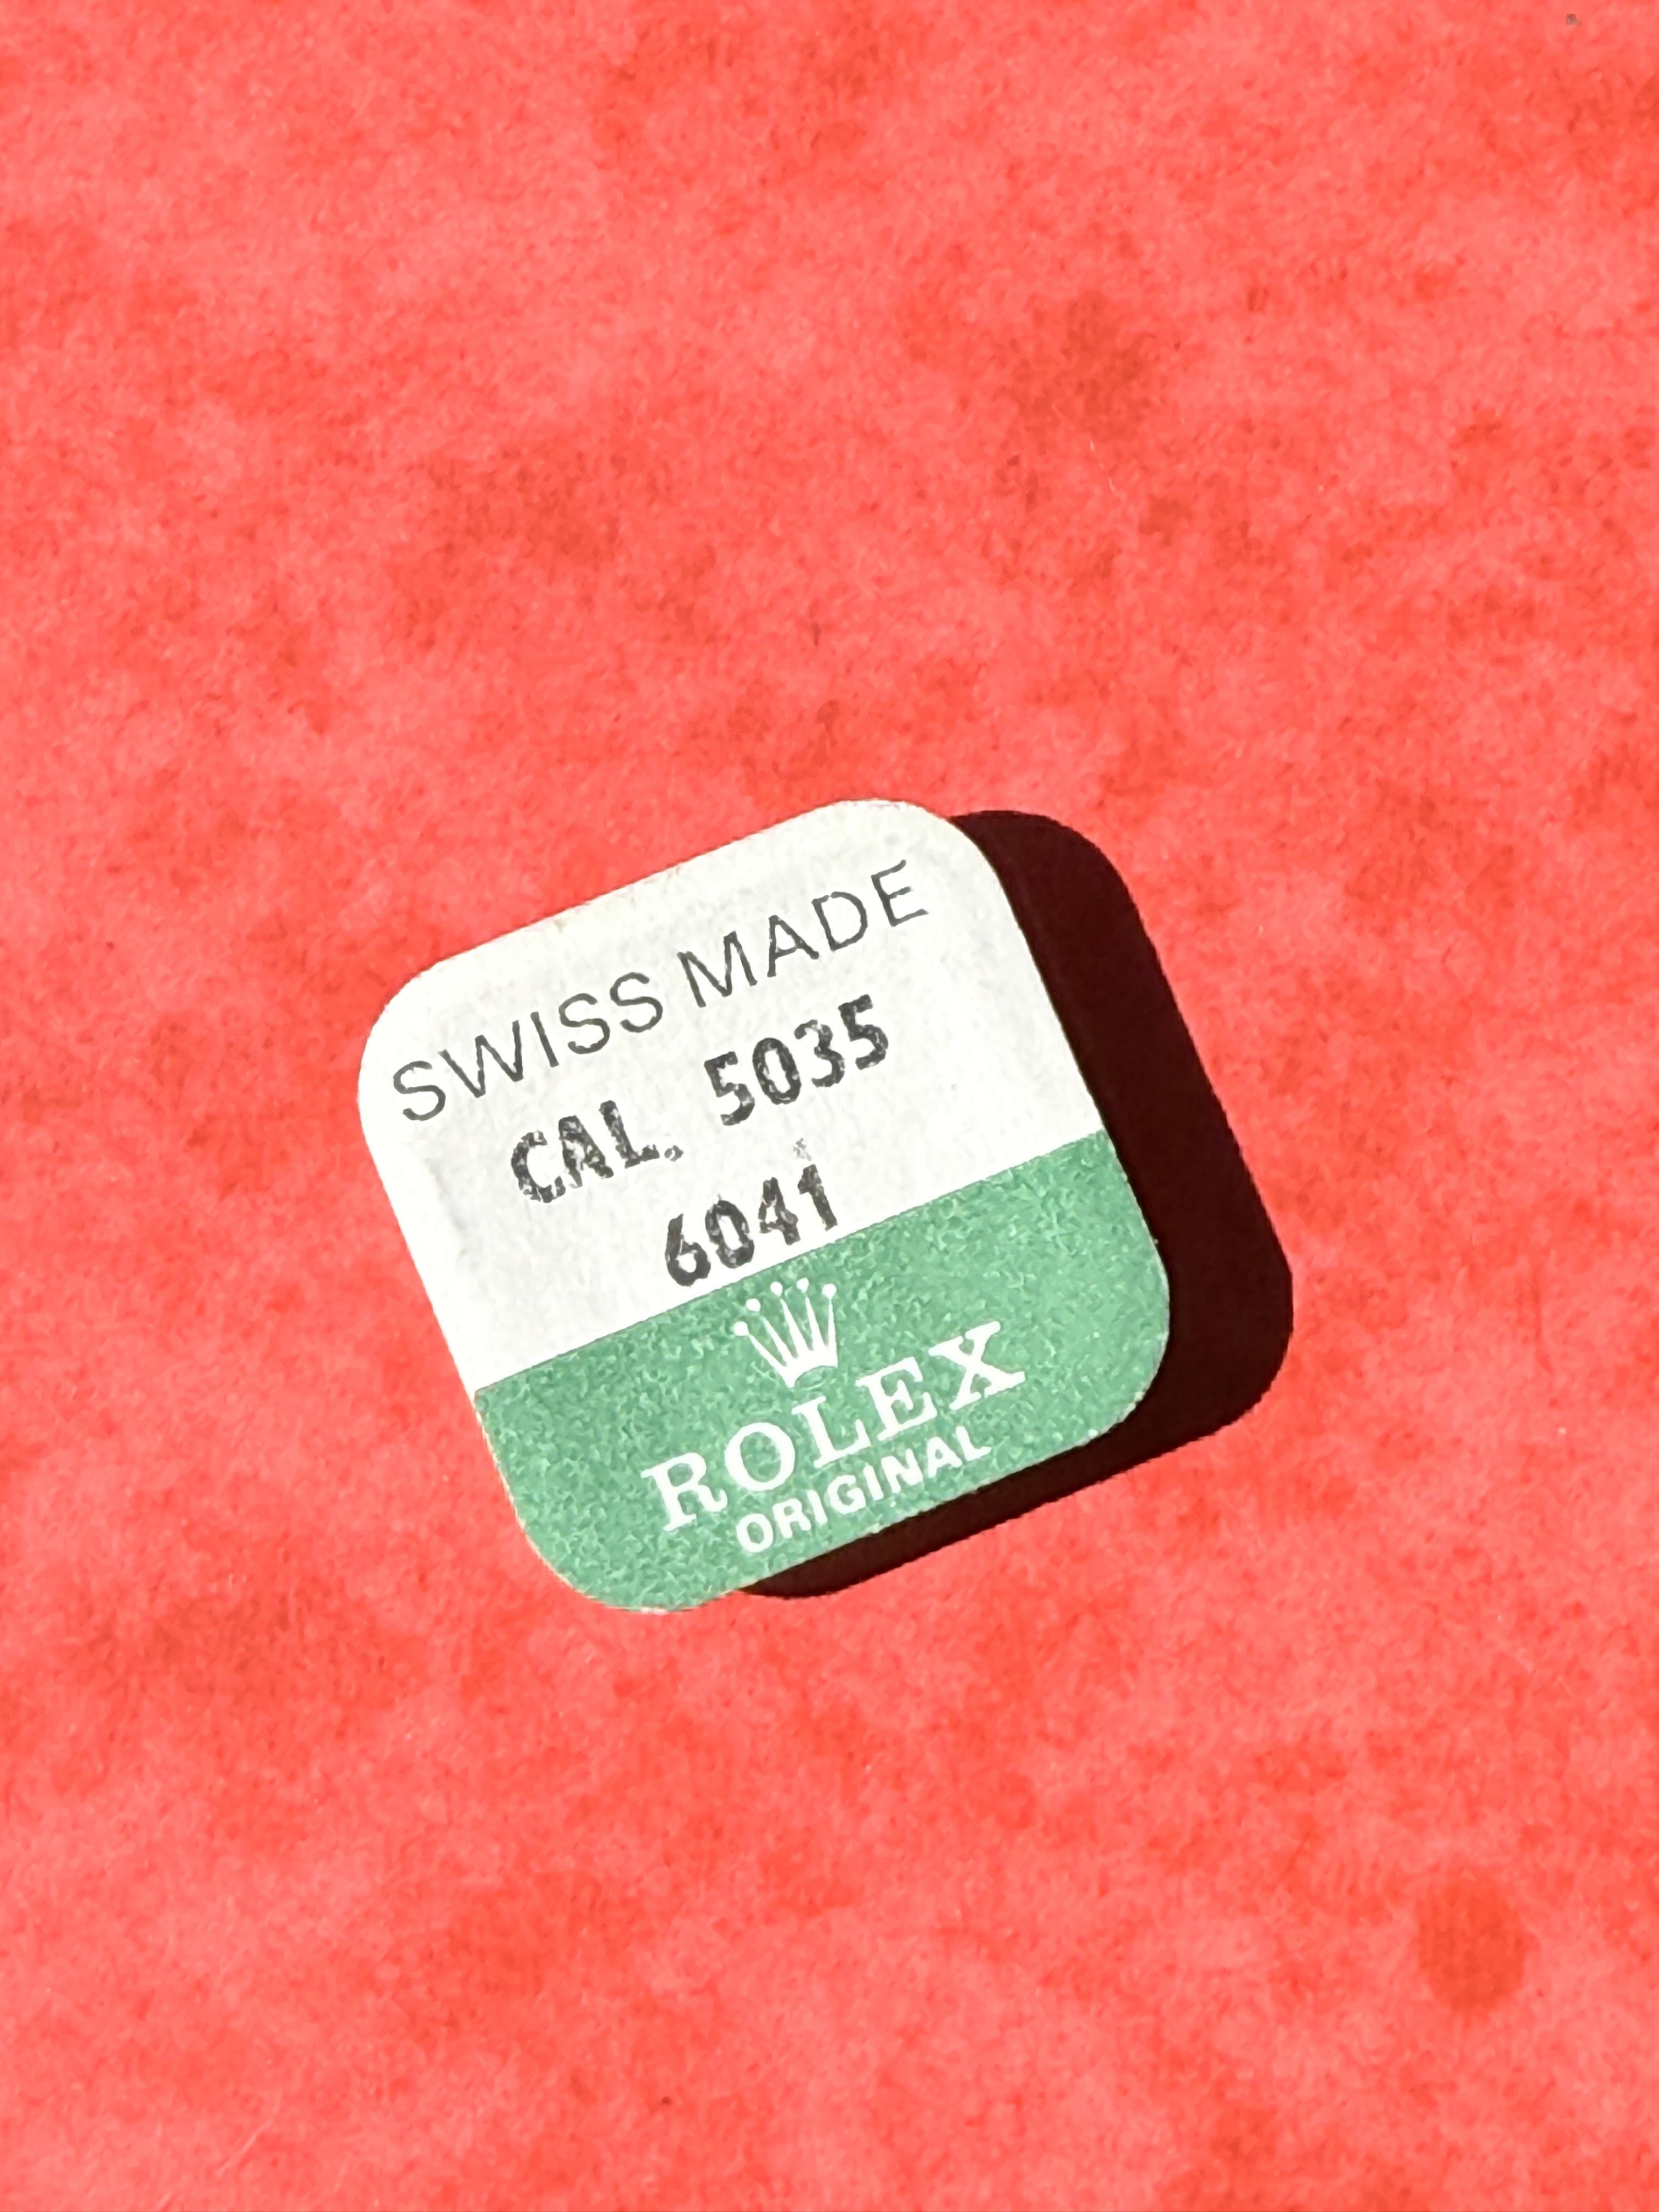 SWISS MADE
CAL. 5035
6041
ROLEX
ORIGINAL